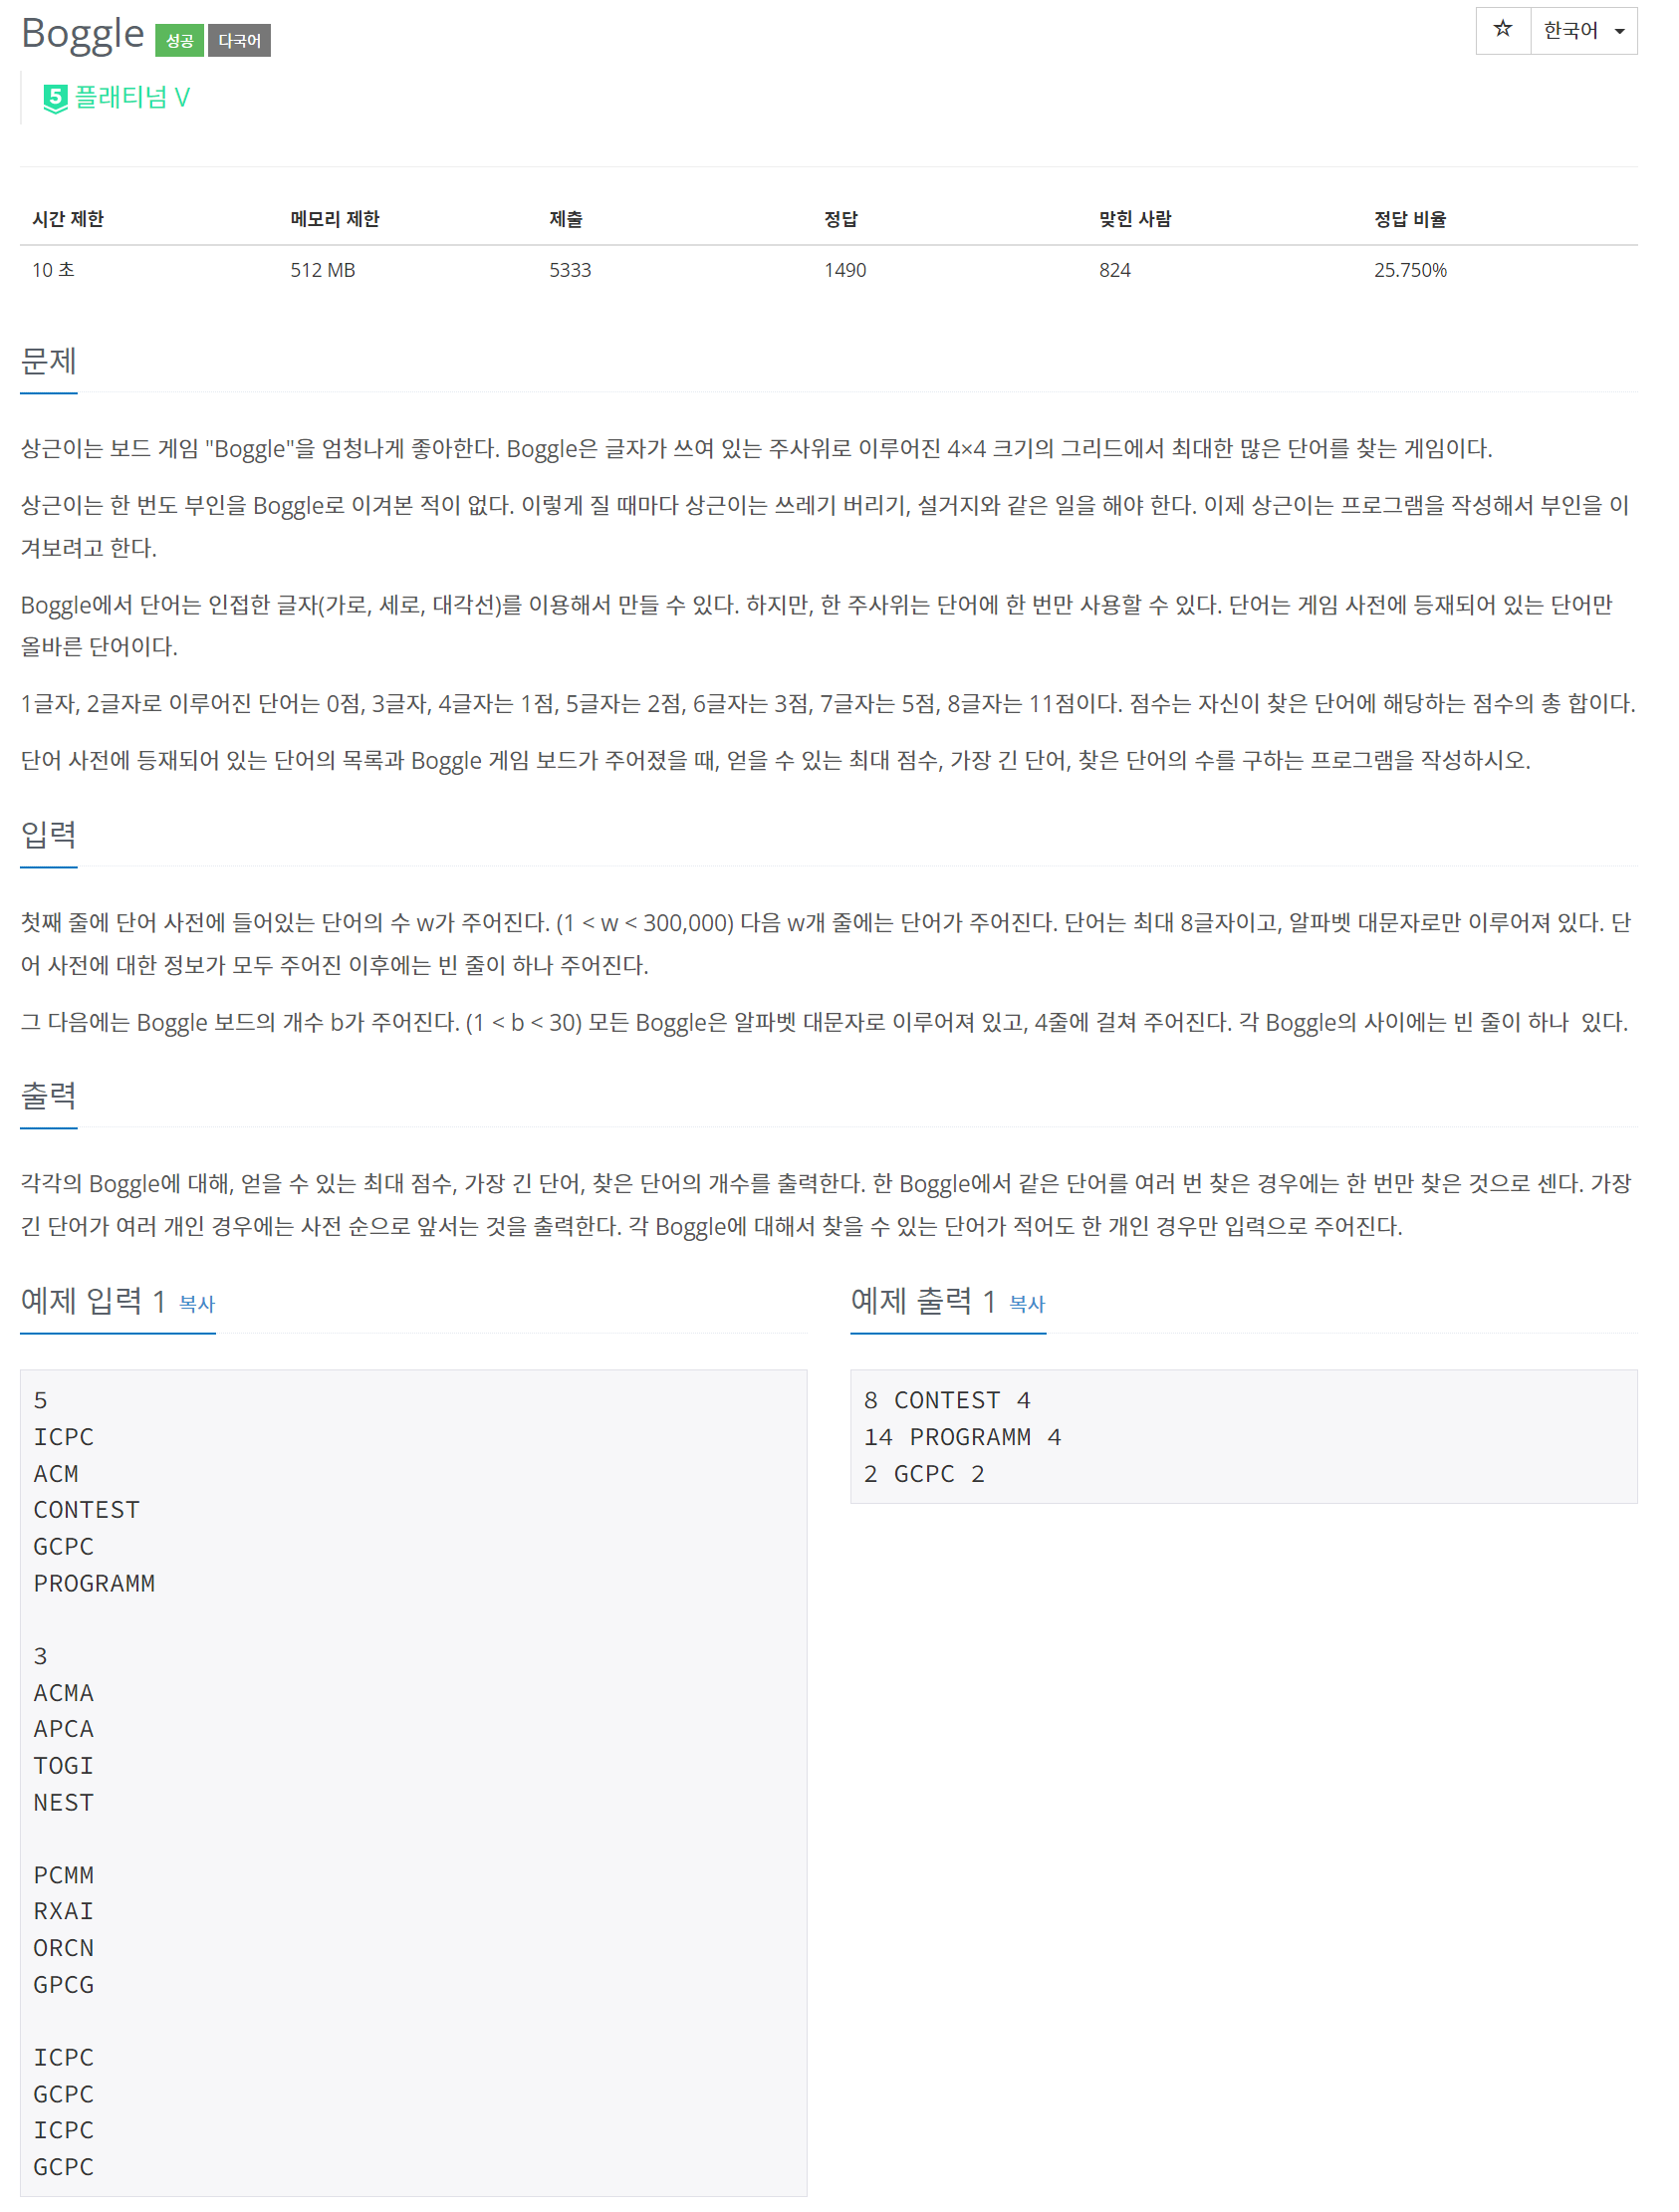 Boggle 성공 다국어
☆ 한국어
5 플래티넘 V
시간 제한 메모리 제한 제출 정답 맞힌 사람 정답 비율
10 초 512 MB 5333 1490 824 25.750%
문제
상근이는 보드 게임 "Boggle"을 엄청나게 좋아한다. Boggle은 글자가 쓰여 있는 주사위로 이루어진 4×4 크기의 그리드에서 최대한 많은 단어를 찾는 게임이다.
상근이는 한 번도 부인을 Boggle로 이겨본 적이 없다. 이렇게 질 때마다 상근이는 쓰레기 버리기, 설거지와 같은 일을 해야 한다. 이제 상근이는 프로그램을 작성해서 부인을 이
겨보려고 한다.
Boggle에서 단어는 인접한 글자(가로, 세로, 대각선)를 이용해서 만들 수 있다. 하지만, 한 주사위는 단어에 한 번만 사용할 수 있다. 단어는 게임 사전에 등재되어 있는 단어만
올바른 단어이다.
1글자, 2글자로 이루어진 단어는 0점, 3글자, 4글자는 1점, 5글자는 2점, 6글자는 3점, 7글자는 5점, 8글자는 11점이다. 점수는 자신이 찾은 단어에 해당하는 점수의 총 합이다.
단어 사전에 등재되어 있는 단어의 목록과 Boggle 게임 보드가 주어졌을 때, 얻을 수 있는 최대 점수, 가장 긴 단어, 찾은 단어의 수를 구하는 프로그램을 작성하시오.
입력
첫째 줄에 단어 사전에 들어있는 단어의 수 w가 주어진다. (1 < w < 300,000) 다음 w개 줄에는 단어가 주어진다. 단어는 최대 8글자이고, 알파벳 대문자로만 이루어져 있다. 단
어 사전에 대한 정보가 모두 주어진 이후에는 빈 줄이 하나 주어진다.
그 다음에는 Boggle 보드의 개수 b가 주어진다. (1 < b < 30) 모든 Boggle은 알파벳 대문자로 이루어져 있고, 4줄에 걸쳐 주어진다. 각 Boggle의 사이에는 빈 줄이 하나 있다.
출력
각각의 Boggle에 대해, 얻을 수 있는 최대 점수, 가장 긴 단어, 찾은 단어의 개수를 출력한다. 한 Boggle에서 같은 단어를 여러 번 찾은 경우에는 한 번만 찾은 것으로 센다. 가장
긴 단어가 여러 개인 경우에는 사전 순으로 앞서는 것을 출력한다. 각 Boggle에 대해서 찾을 수 있는 단어가 적어도 한 개인 경우만 입력으로 주어진다.
예제 입력 1 복사
5
ICPC
ACM
CONTEST
GCPC
PROGRAMM

3
ACMA
APCA
TOGI
NEST

PCMM
RXAI
ORCN
GPCG

ICPC
GCPC
ICPC
GCPC
예제 출력 1 복사
8 CONTEST 4
14 PROGRAMM 4
2 GCPC 2